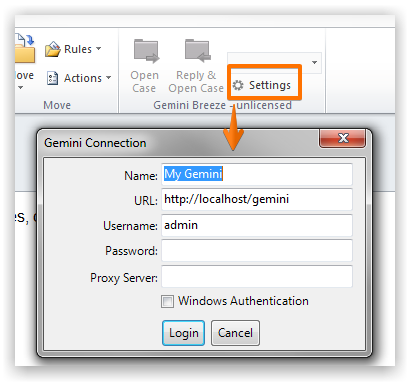 Rules
ove
Actions
Open
Case
Reply &
Open Case
Settings
Move
Gemini Breeze - unlicensed
Gemini Connection
es, c
Name: My Gemini
URL: http://localhost/gemini
Username: admin
Password:
Proxy Server:
Windows Authentication
Login Cancel